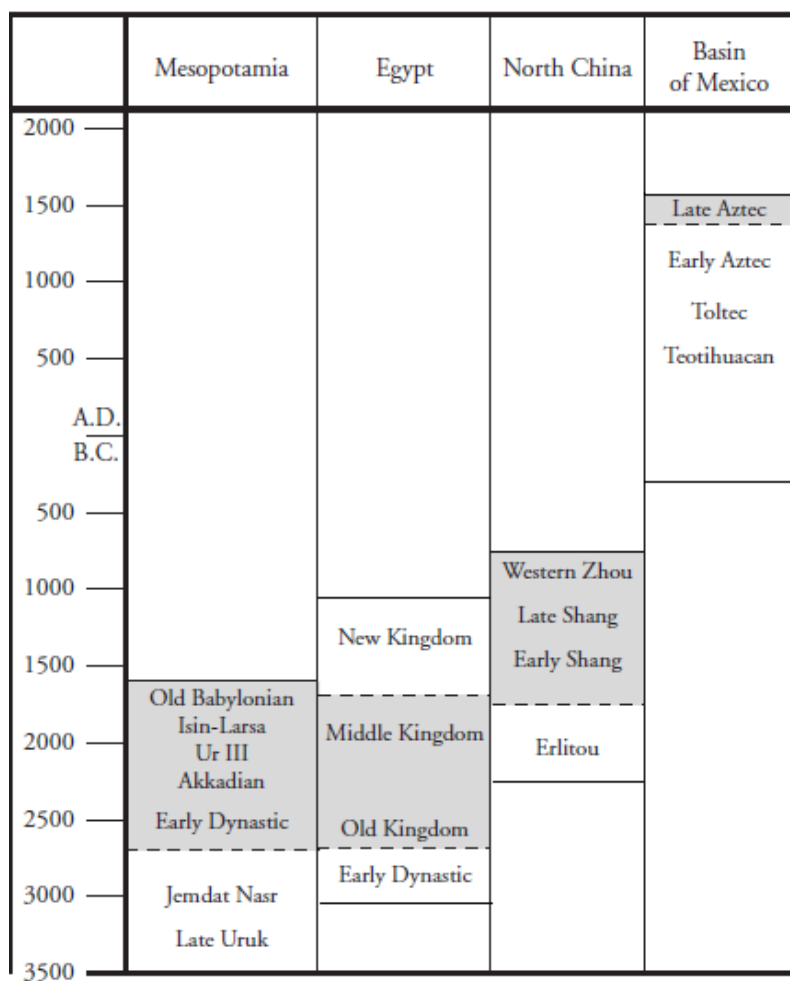 Mesopotamia
Egypt
North China
Basin
of Mexico
2000
1500
1000
500
A.D.
B.C.
500
1000
1500
2000
2500
3000
3500
Old Babylonian
Isin-Larsa
Ur III
Akkadian
Early Dynastic
Jemdat Nasr
Late Uruk
New Kingdom
Middle Kingdom
Old Kingdom
Early Dynastic
Western Zhou
Late Shang
Early Shang
Erlitou
Late Aztec
Early Aztec
Toltec
Teotihuacan